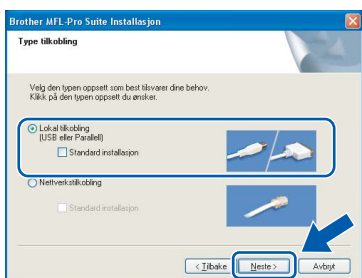 Brother MFL-Pro Suite Installasjon
Type tilkobling
Velg den typen oppsett som best tilsvarer dine behov.
Klikk på den typen oppsett du ønsker.
Lokal tilkobling
(USB eller Parallell)
Standard installasjon
Nettverkstilkobling
Standard installasjon
< Tilbake
Neste >
Avbryt